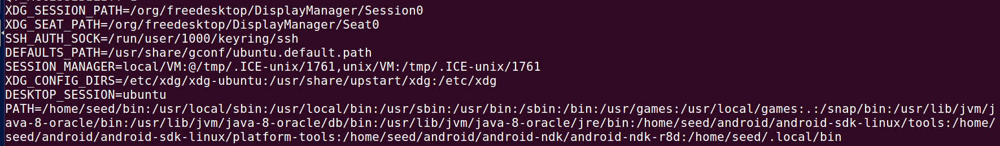 XDG_SESSION_PATH=/org/freedesktop/DisplayManager/Session0
XDG_SEAT_PATH=/org/freedesktop/DisplayManager/Seat0
SSH_AUTH_SOCK=/run/user/1000/keyring/ssh
DEFAULTS_PATH=/usr/share/gconf/ubuntu.default.path
SESSION_MANAGER=local/VM:@/tmp/.ICE-unix/1761,unix/VM:/tmp/.ICE-unix/1761
XDG_CONFIG_DIRS=/etc/xdg/xdg-ubuntu:/usr/share/upstart/xdg:/etc/xdg
DESKTOP_SESSION=ubuntu
PATH=/home/seed/bin:/usr/local/sbin:/usr/local/bin:/usr/sbin:/usr/bin:/sbin:/bin:/usr/games:/usr/local/games:.:/snap/bin:/usr/lib/jvm/j
ava-8-oracle/bin:/usr/lib/jvm/java-8-oracle/db/bin:/usr/lib/jvm/java-8-oracle/jre/bin:/home/seed/android/android-sdk-linux/tools:/home/
seed/android/android-sdk-linux/platform-tools:/home/seed/android/android-ndk/android-ndk-r8d:/home/seed/.local/bin